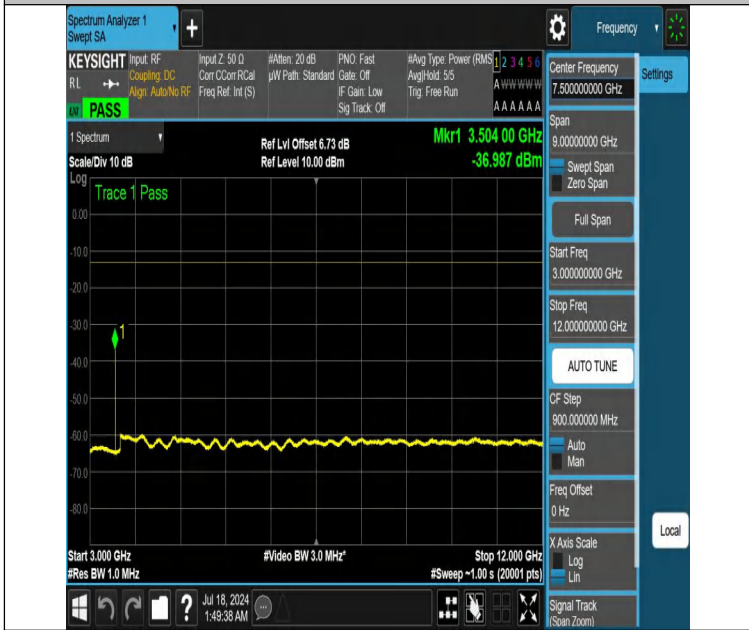 Spectrum Analyzer 1
Swept SA
+
Frequency
KEYSIGHT
RL
LXI
PASS
Input: RF
Coupling: DC
Align: Auto/No RF
Input Z: 50 Ω
Corr CCorr RCal
Freq Ref: Int (S)
#Atten: 20 dB
µW Path: Standard
PNO: Fast
Gate: Off
IF Gain: Low
Sig Track: Off
#Avg Type: Power (RMS
Avg|Hold: 5/5
Trig: Free Run
1 2 3 4 5 6
A W W W W W
A A A A A A
1 Spectrum
Scale/Div 10 dB
Ref Lvl Offset 6.73 dB
Ref Level 10.00 dBm
Mkr1 3.504 00 GHz
-36.987 dBm
Log
Trace 1 Pass
0.00
-10.0
-20.0
-30.0
1
-40.0
-50.0
-60.0
-70.0
-80.0
Start 3.000 GHz
#Res BW 1.0 MHz
#Video BW 3.0 MHz*
Stop 12.000 GHz
#Sweep ~1.00 s (20001 pts)
Center Frequency
7.500000000 GHz
Settings
Span
9.00000000 GHz
Swept Span
Zero Span
Full Span
Start Freq
3.000000000 GHz
Stop Freq
12.000000000 GHz
AUTO TUNE
CF Step
900.000000 MHz
Auto
Man
Freq Offset
0 Hz
X Axis Scale
Log
Lin
Local
Signal Track
(Span Zoom)
?
Jul 18, 2024
1:49:38 AM